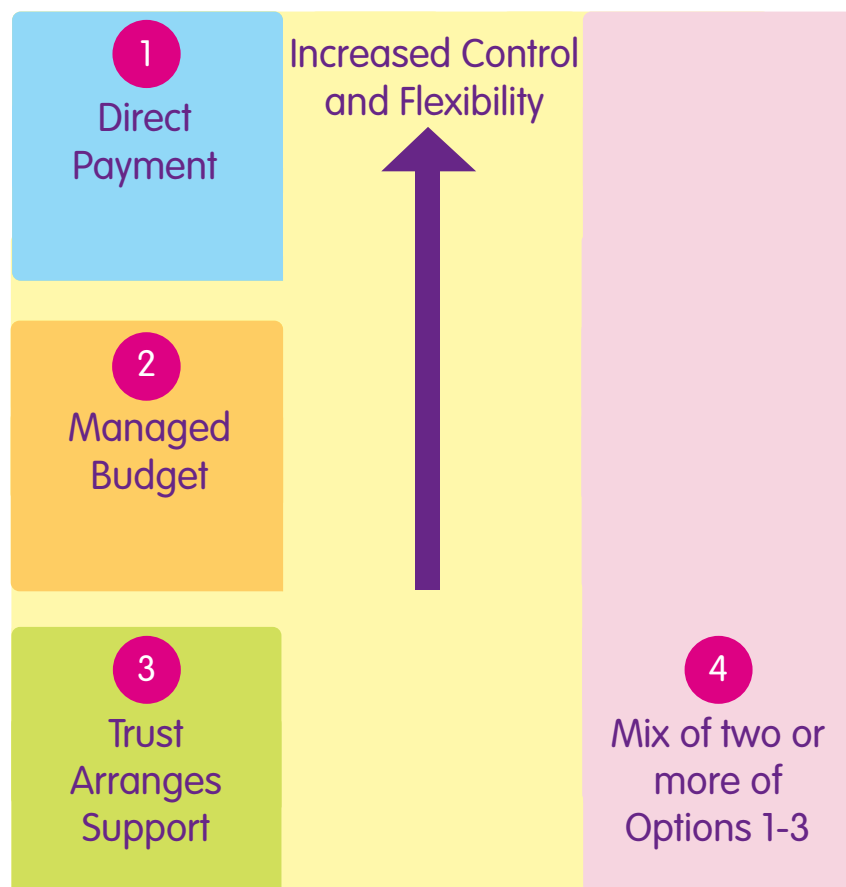 1
Direct
Payment
Increased Control
and Flexibility
2
Managed
Budget
3
Trust
Arranges
Support
4
Mix of two or
more of
Options 1-3